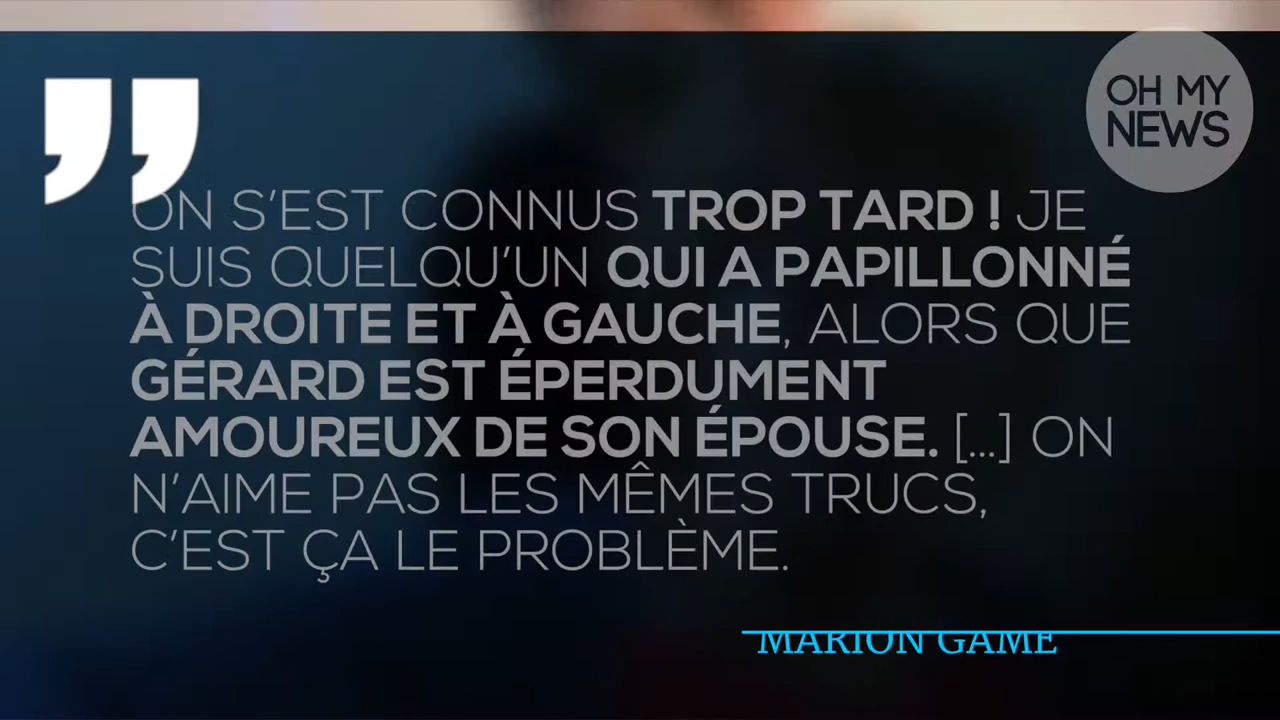 OH MY
NEWS
ON S’EST CONNUS TROP TARD ! JE
SUIS QUELQU’UN QUI A PAPILLONNÉ
À DROITE ET À GAUCHE, ALORS QUE
GÉRARD EST ÉPERDUMENT
AMOUREUX DE SON ÉPOUSE. [...] ON
N’AIME PAS LES MÊMES TRUCS,
C’EST ÇA LE PROBLÈME.
MARION GAME